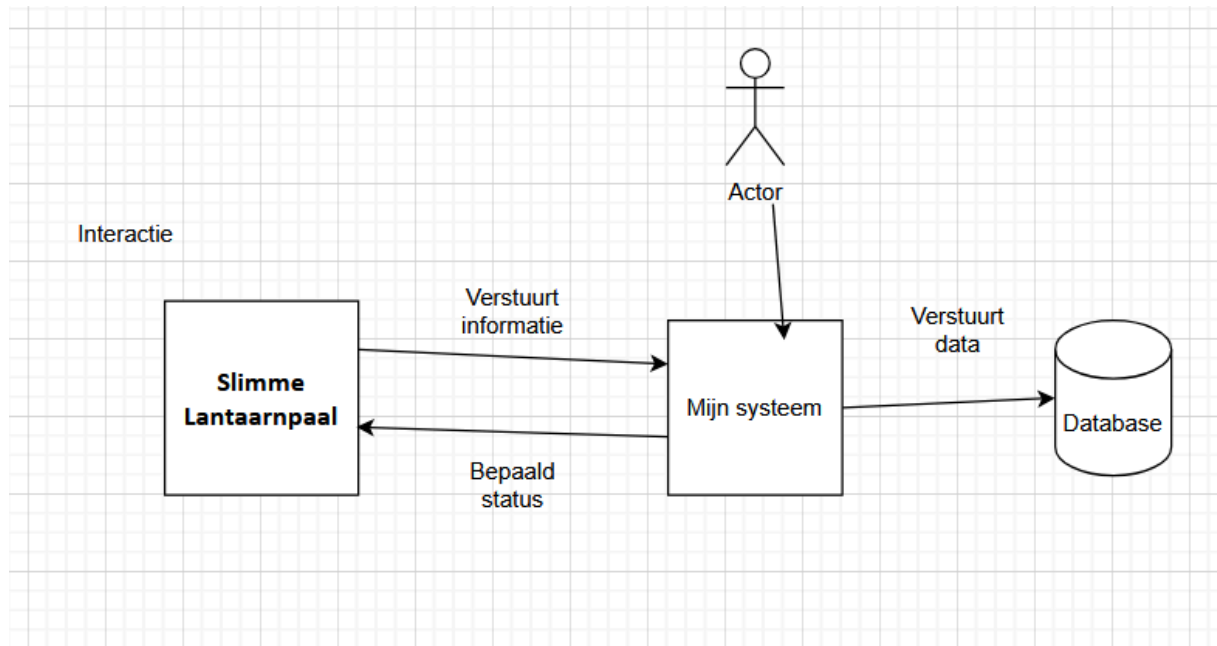 Actor
Interactie
Verstuurt
informatie
Verstuurt
data
Slimme
Lantaarnpaal
Mijn systeem
Database
Bepaald
status